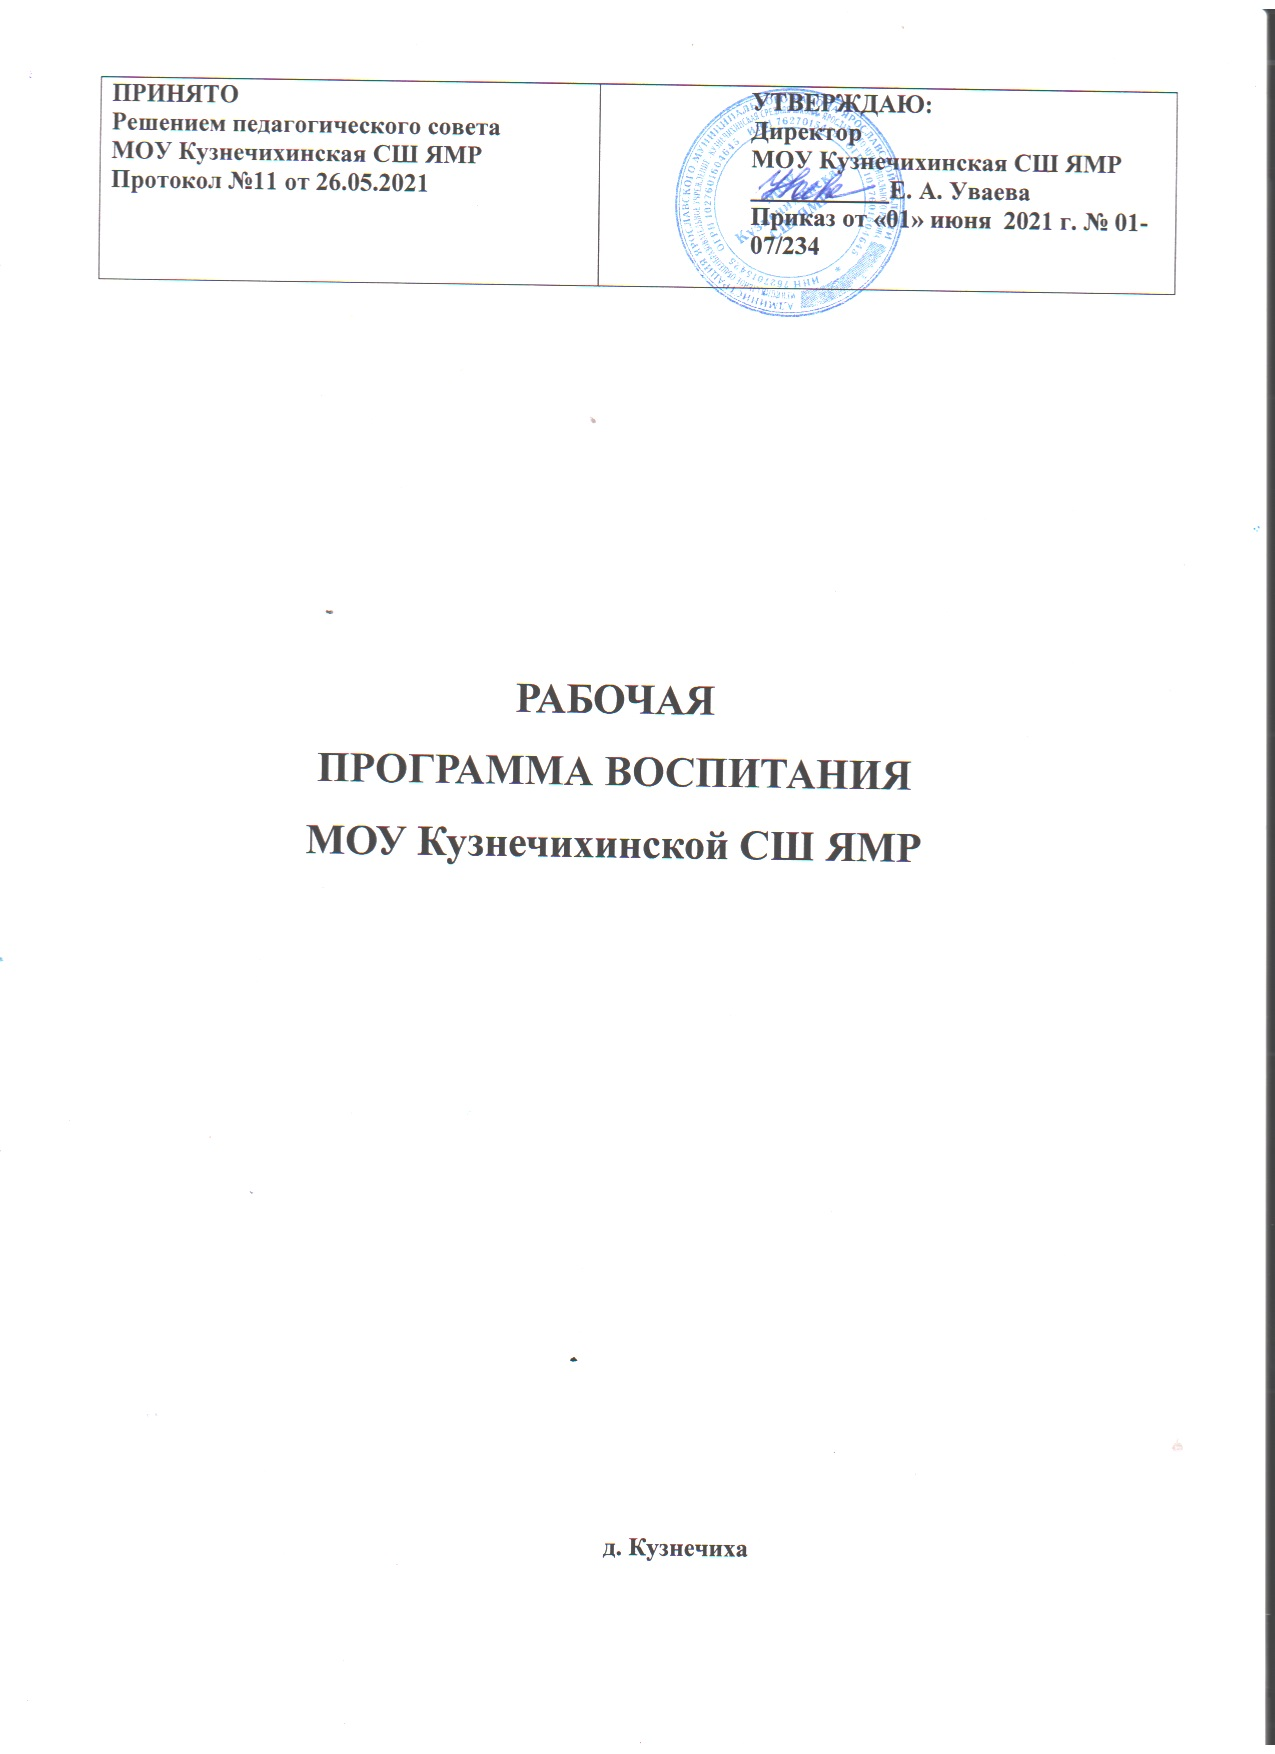 ПРИНЯТО
Решением педагогического совета
МОУ Кузнечихинская СШ ЯМР
Протокол №11 от 26.05.2021
УТВЕРЖДАЮ:
Директор
МОУ Кузнечихинская СШ ЯМР
___________Е. А. Уваева
Приказ от «01» июня 2021 г. № 01-
07/234
РАБОЧАЯ
ПРОГРАММА ВОСПИТАНИЯ
МОУ Кузнечихинской СШ ЯМР
д. Кузнечиха